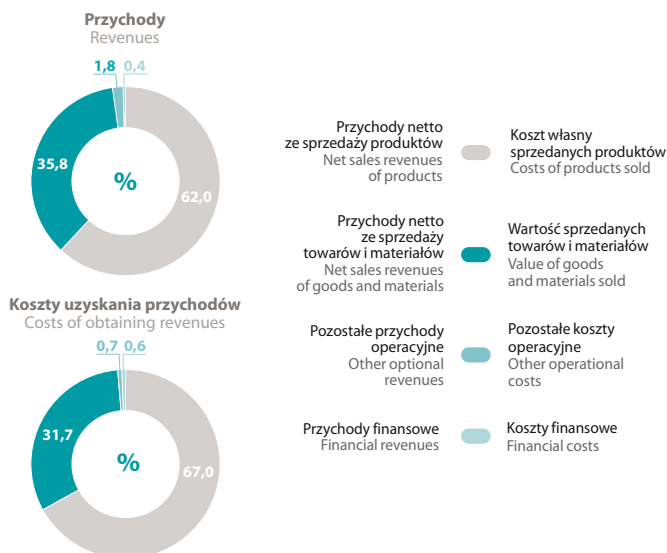 Przychody
Revenues
1,8
0,4
35,8
%
62,0
Koszty uzyskania przychodów
Costs of obtaining revenues
0,7
0,6
31,7
%
67,0
Przychody netto
ze sprzedaży produktów
Net sales revenues
of products
Koszt własny
sprzedanych produktów
Costs of products sold
Przychody netto
ze sprzedaży
towarów i materiałów
Net sales revenues
of goods and materials
Wartość sprzedanych
towarów i materiałów
Value of goods
and materials sold
Pozostałe przychody
operacyjne
Other optional
revenues
Pozostałe koszty
operacyjne
Other operational
costs
Przychody finansowe
Financial revenues
Koszty finansowe
Financial costs